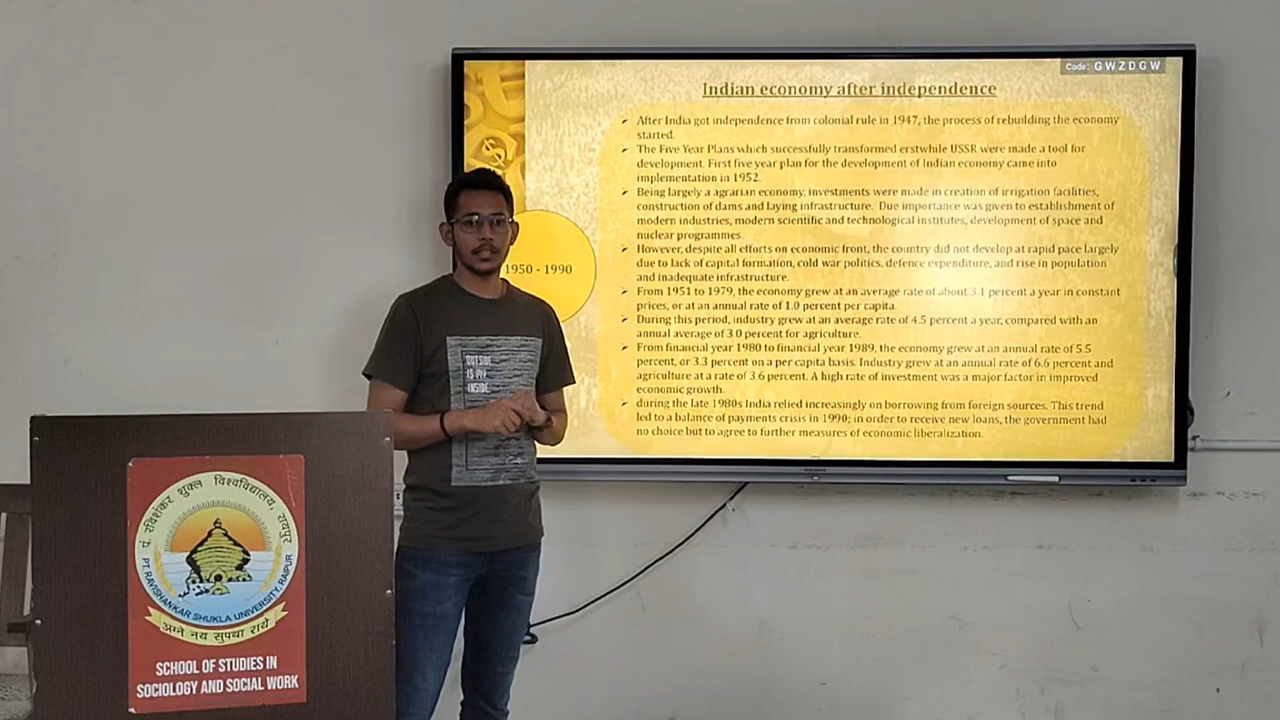 Code: GWZDGW
Indian economy after independence
➢ After India got independence from colonial rule in 1947, the process of rebuilding the economy
started.
➢ The Five Year Plans which successfully transformed erstwhile USSR were made a tool for
development. First five year plan for the development of Indian economy came into
implementation in 1952.
➢ Being largely a agrarian economy, investments were made in creation of irrigation facilities,
construction of dams and laying infrastructure. Due importance was given to establishment of
modern industries, modern scientific and technological institutes, development of space and
nuclear programmes.
➢ However, despite all efforts on economic front, the country did not develop at rapid pace largely
due to lack of capital formation, cold war politics, defence expenditure, and rise in population
and inadequate infrastructure.
➢ From 1951 to 1979, the economy grew at an average rate of about 3.1 percent a year in constant
prices, or at an annual rate of 1.0 percent per capita.
➢ During this period, industry grew at an average rate of 4.5 percent a year, compared with an
annual average of 3.0 percent for agriculture.
➢ From financial year 1980 to financial year 1989, the economy grew at an annual rate of 5.5
percent, or 3.3 percent on a per capita basis. Industry grew at an annual rate of 6.6 percent and
agriculture at a rate of 3.6 percent. A high rate of investment was a major factor in improved
economic growth.
➢ during the late 1980s India relied increasingly on borrowing from foreign sources. This trend
led to a balance of payments crisis in 1990; in order to receive new loans, the government had
no choice but to agree to further measures of economic liberalization.
1950 - 1990
OUTSIDE
IS
INSIDE
पं. रविशंकर शुक्ल विश्वविद्यालय, रायपुर
PT. RAVISHANKAR SHUKLA UNIVERSITY, RAIPUR
अग्ने नय सुपथा राये
SCHOOL OF STUDIES IN
SOCIOLOGY AND SOCIAL WORK